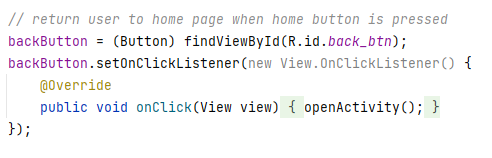 // return user to home page when home button is pressed
backButton = (Button) findViewById(R.id.back_btn);
backButton.setOnClickListener(new View.OnClickListener() {
    @Override
    public void onClick(View view) { openActivity(); }
});